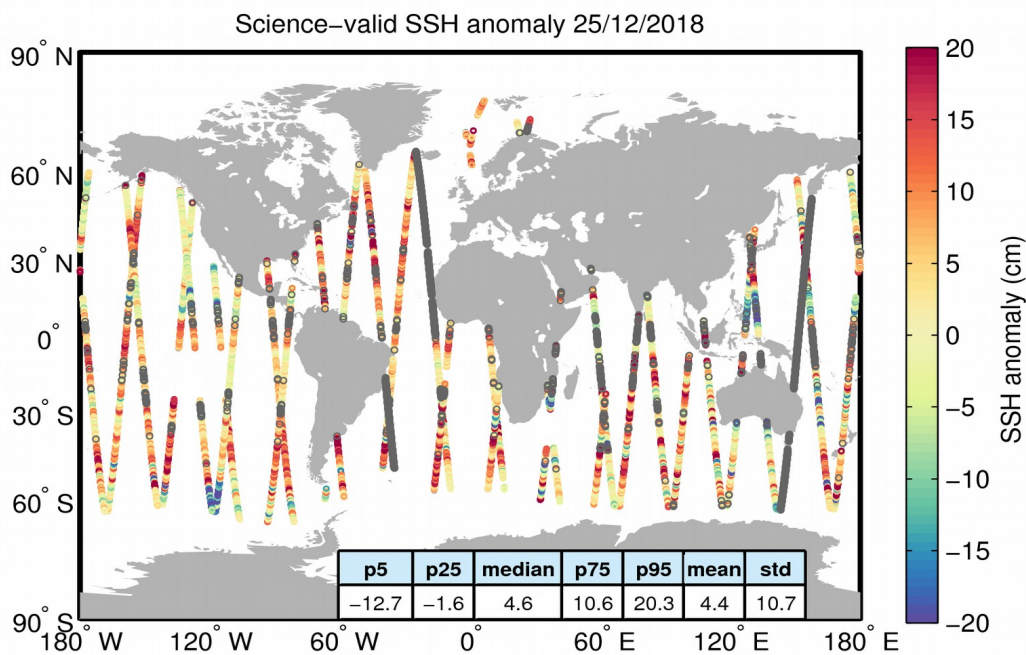 Science−valid SSH anomaly 25/12/2018
90° N
60° N
30° N
0°
30° S
60° S
90° S
180° W
120° W
60° W
0°
60° E
120° E
180° E
p5 p25 median p75 p95 mean std
−12.7 −1.6 4.6 10.6 20.3 4.4 10.7
20
15
10
5
0
−5
−10
−15
−20
SSH anomaly (cm)